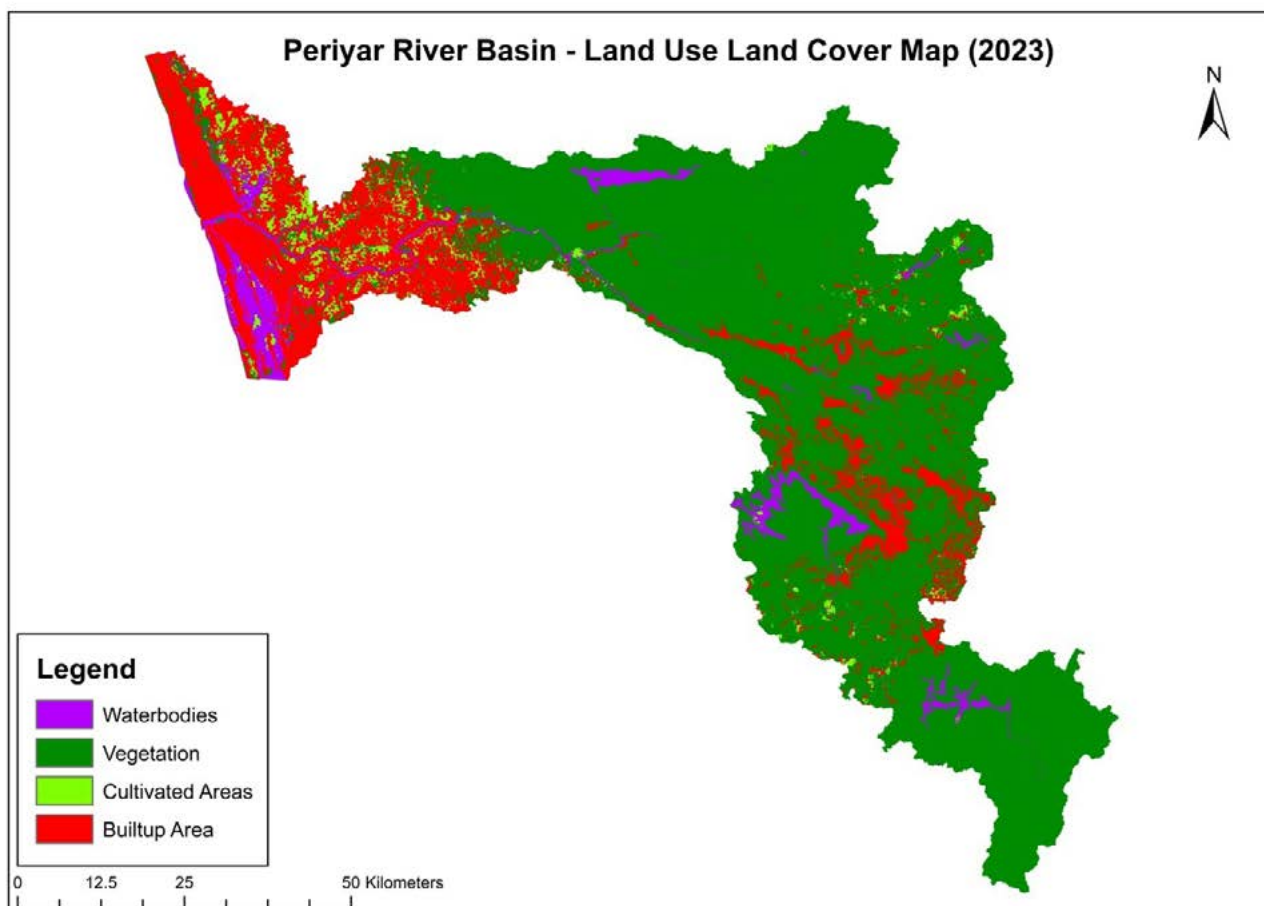 Periyar River Basin - Land Use Land Cover Map (2023)
N
Legend
Waterbodies
Vegetation
Cultivated Areas
Builtup Area
0 12.5 25 50 Kilometers